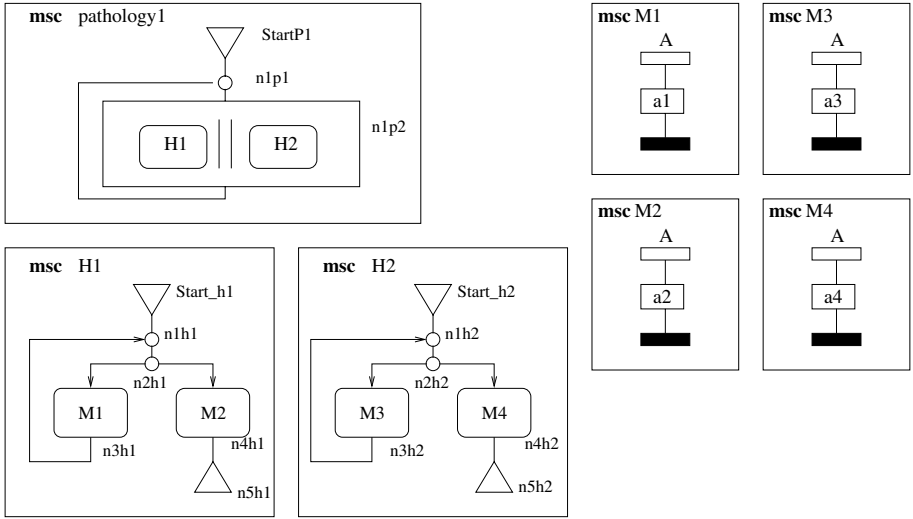 msc pathology1
StartP1
n1p1
n1p2
H1 H2
msc M1
A
a1
msc M3
A
a3
msc M2
A
a2
msc M4
A
a4
msc H1
Start_h1
n1h1
n2h1
M1 M2
n3h1
n4h1
n5h1
msc H2
Start_h2
n1h2
n2h2
M3 M4
n3h2
n4h2
n5h2